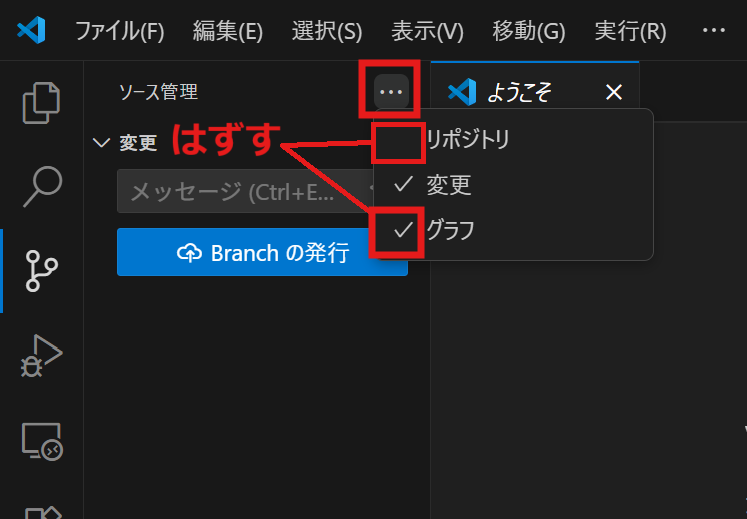 ファイル(F) 編集(E) 選択(S) 表示(V) 移動(G) 実行(R) …
ソース管理 … ようこそ
変更 はずす
リポジトリ
メッセージ (Ctrl+E...
変更
グラフ
Branch の発行